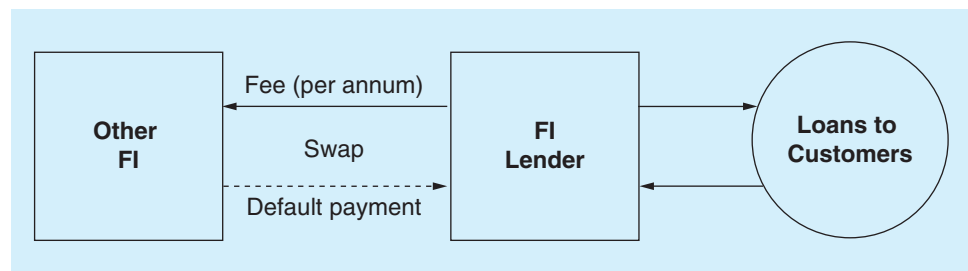 Other
FI
Fee (per annum)
Swap
Default payment
FI
Lender
Loans to
Customers